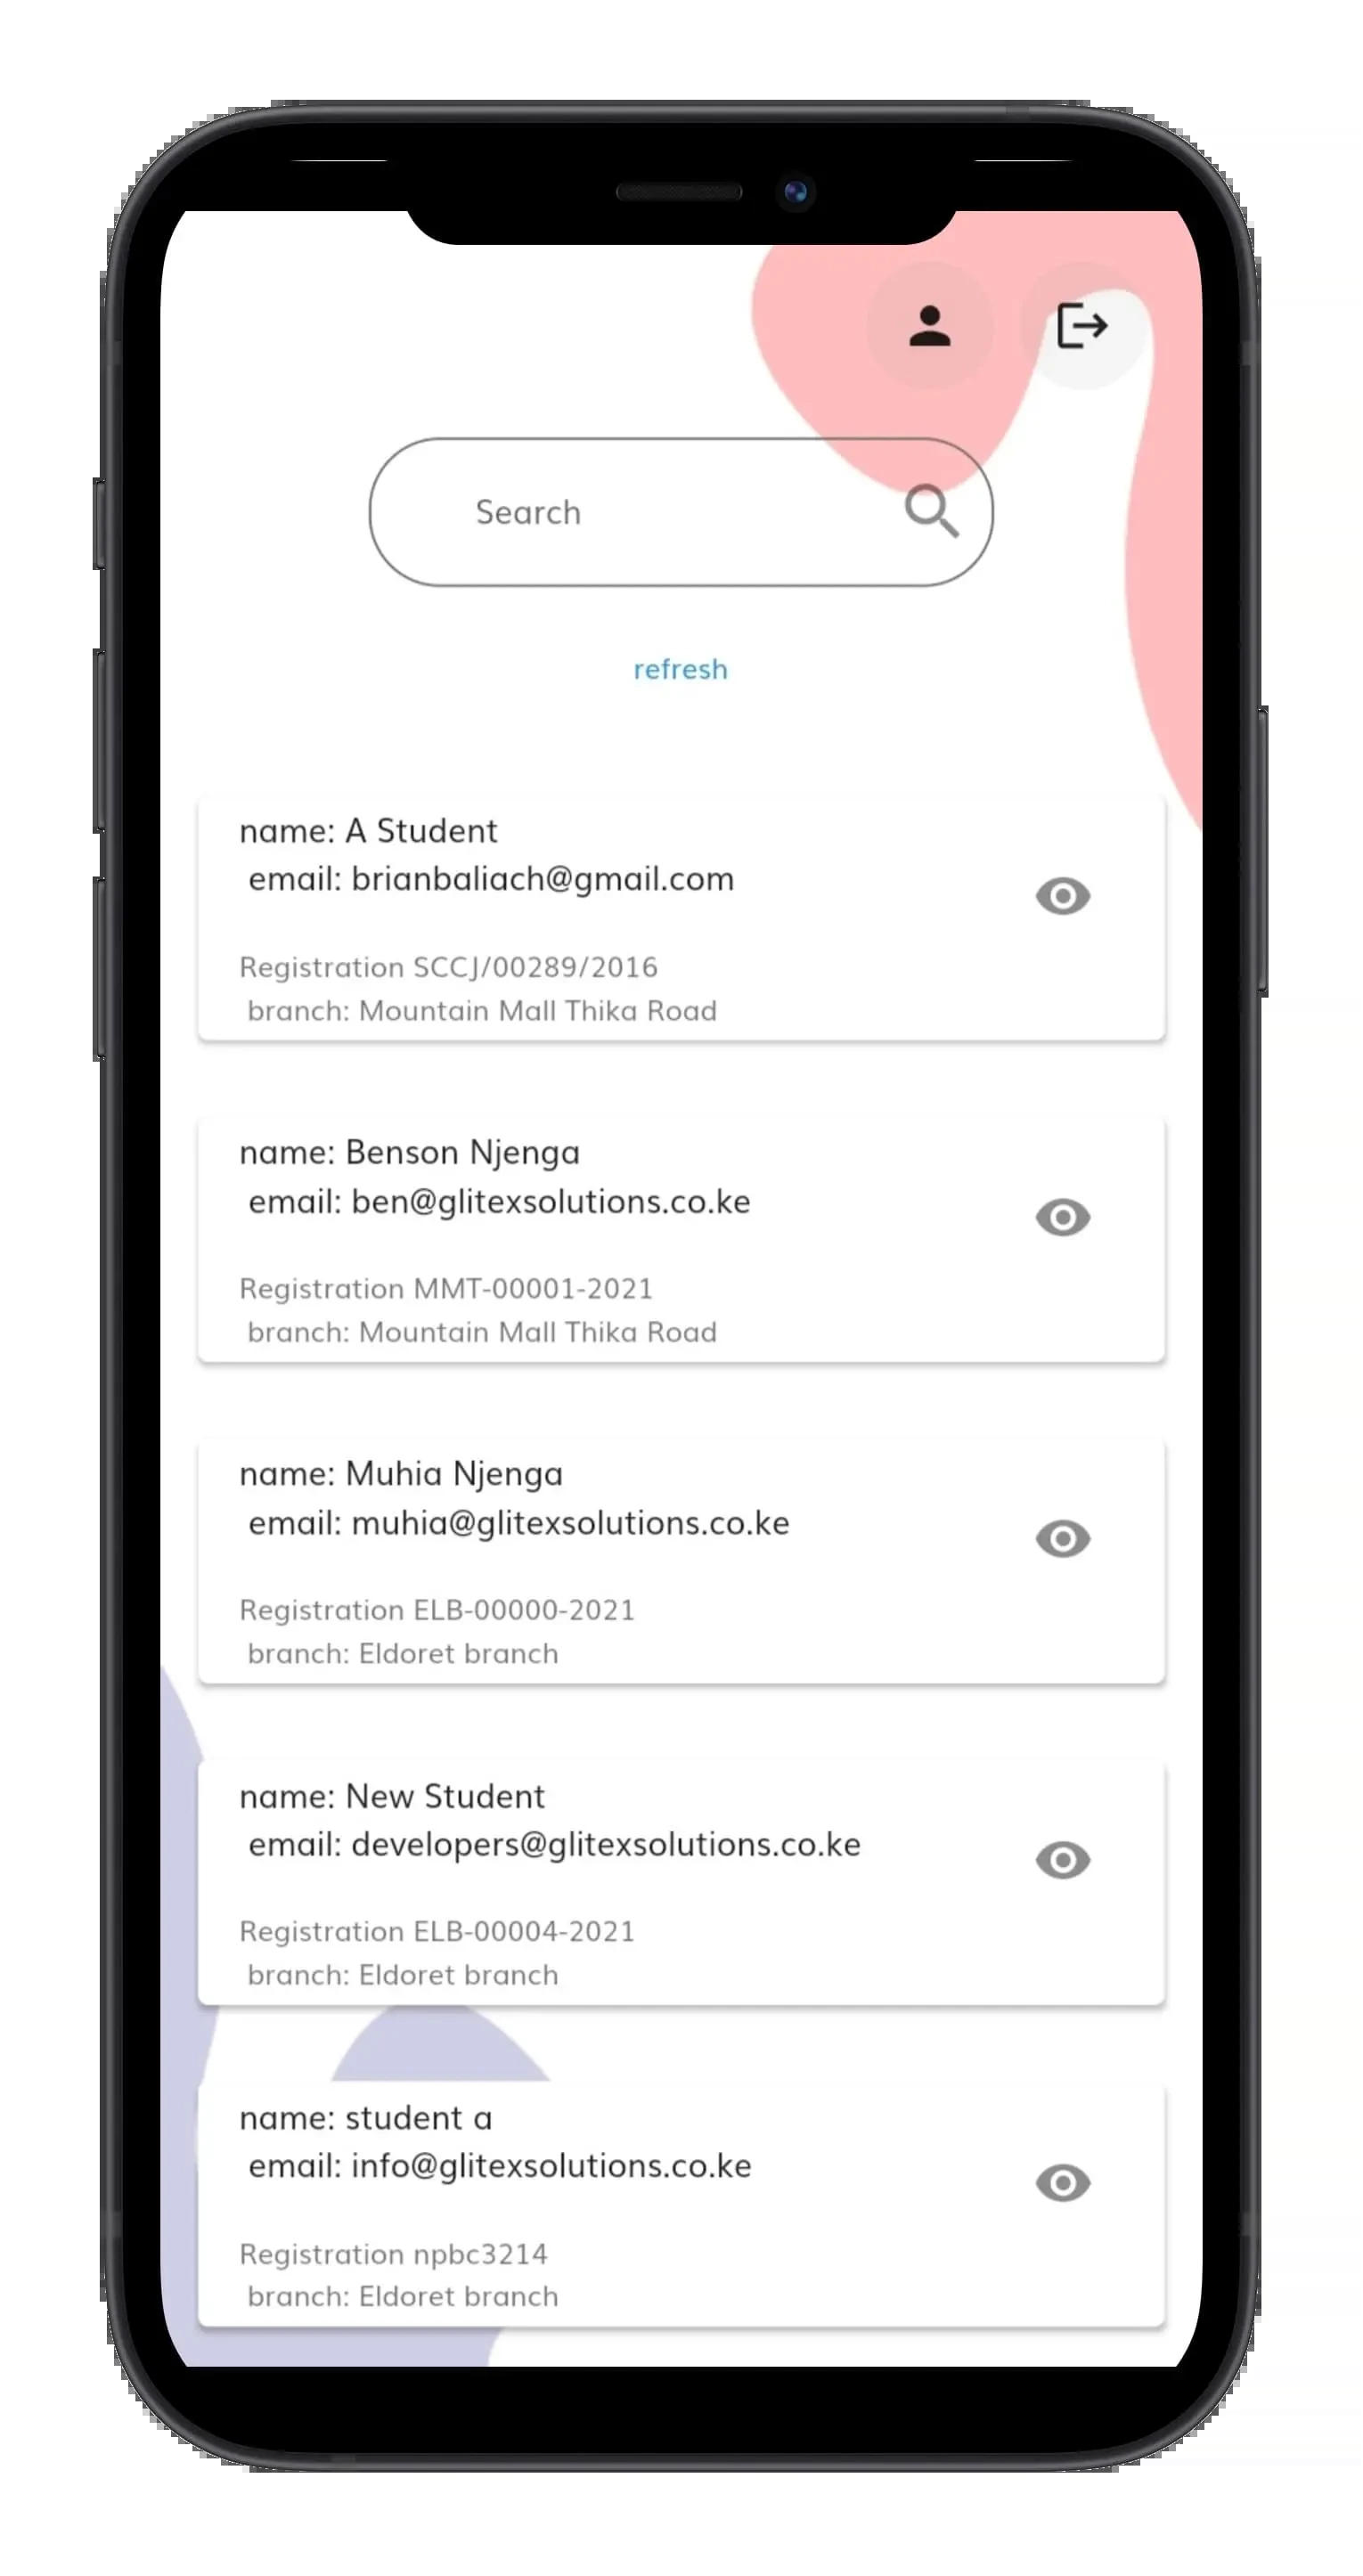 Search
refresh
name: A Student
email: brianbaliach@gmail.com
Registration SCCJ/00289/2016
branch: Mountain Mall Thika Road
name: Benson Njenga
email: ben@glitexsolutions.co.ke
Registration MMT-00001-2021
branch: Mountain Mall Thika Road
name: Muhia Njenga
email: muhia@glitexsolutions.co.ke
Registration ELB-00000-2021
branch: Eldoret branch
name: New Student
email: developers@glitexsolutions.co.ke
Registration ELB-00004-2021
branch: Eldoret branch
name: student a
email: info@glitexsolutions.co.ke
Registration npbc3214
branch: Eldoret branch